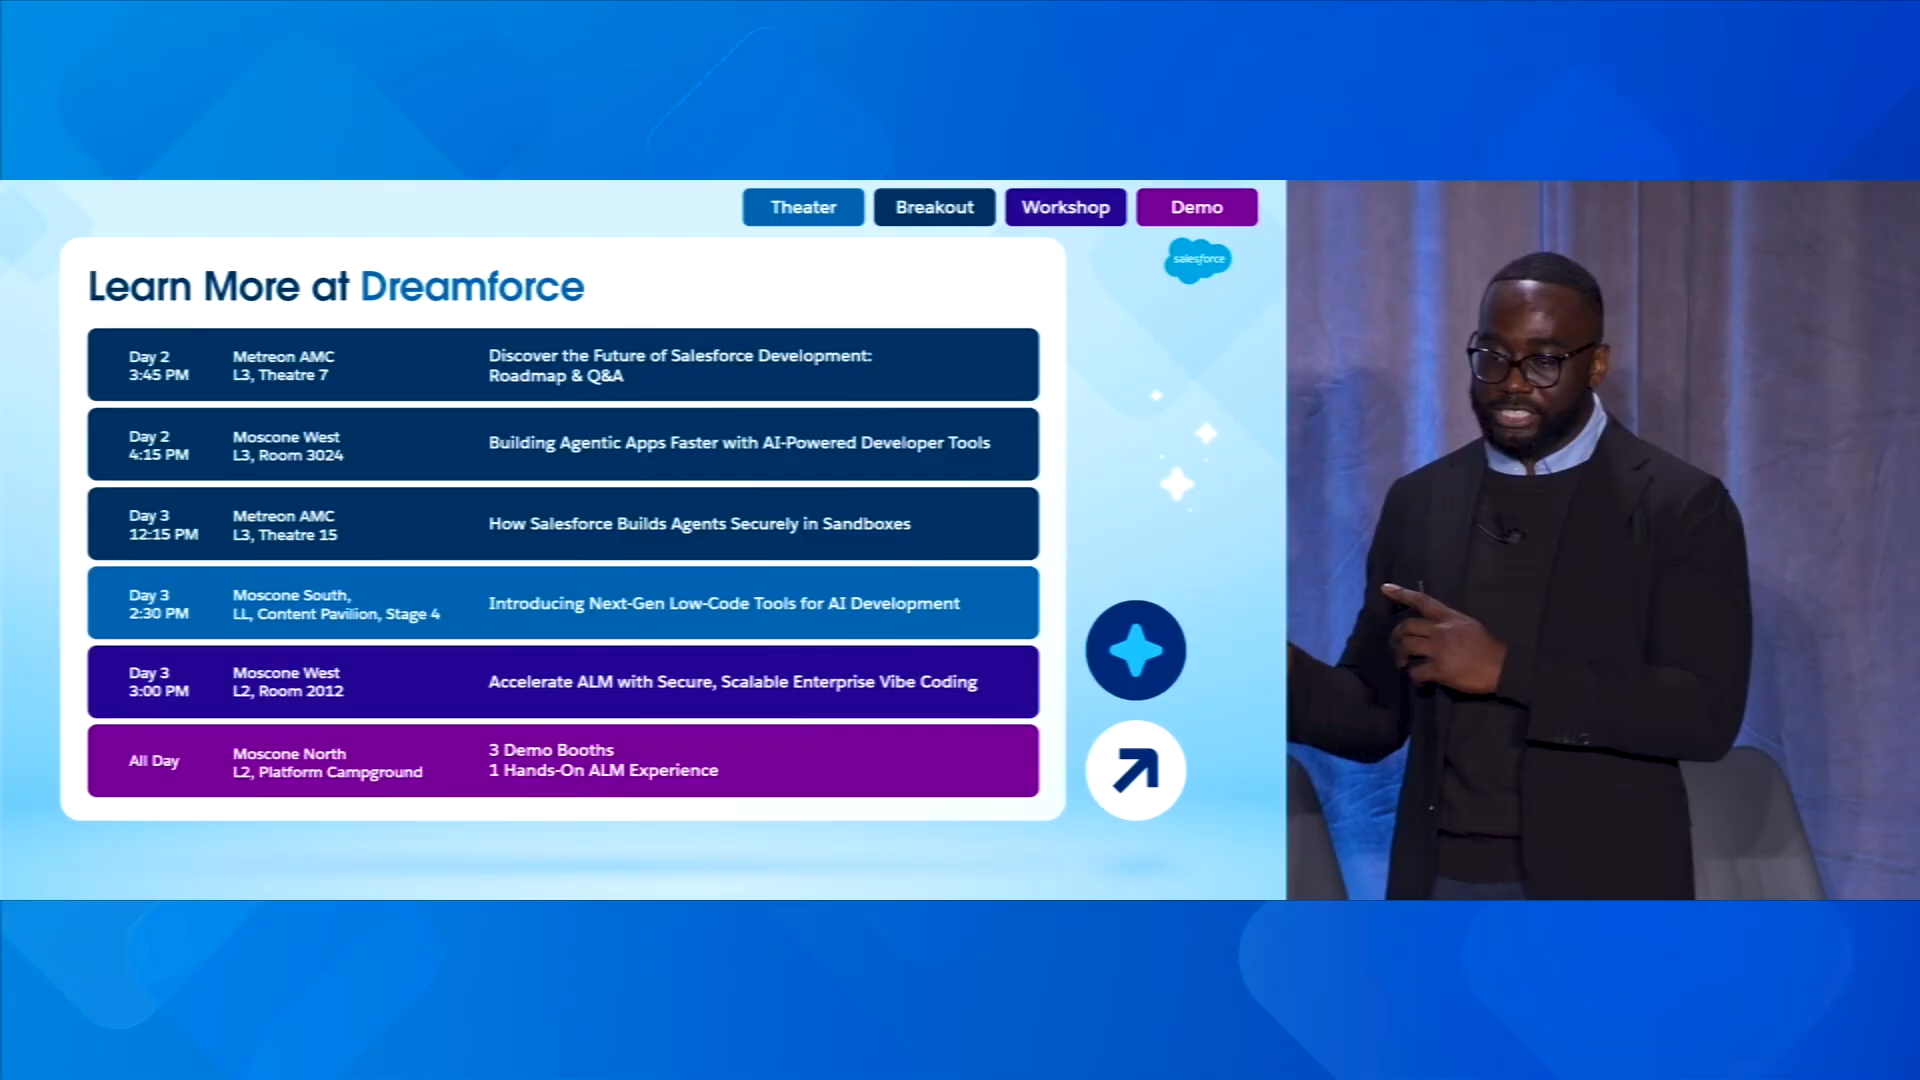 Theater
Breakout
Workshop
Demo
salesforce
Learn More at Dreamforce
Day 2
3:45 PM
Metreon AMC
L3, Theatre 7
Discover the Future of Salesforce Development:
Roadmap & Q&A
Day 2
4:15 PM
Moscone West
L3, Room 3024
Building Agentic Apps Faster with AI-Powered Developer Tools
Day 3
12:15 PM
Metreon AMC
L3, Theatre 15
How Salesforce Builds Agents Securely in Sandboxes
Day 3
2:30 PM
Moscone South,
LL, Content Pavilion, Stage 4
Introducing Next-Gen Low-Code Tools for AI Development
Day 3
3:00 PM
Moscone West
L2, Room 2012
Accelerate ALM with Secure, Scalable Enterprise Vibe Coding
All Day
Moscone North
L2, Platform Campground
3 Demo Booths
1 Hands-On ALM Experience